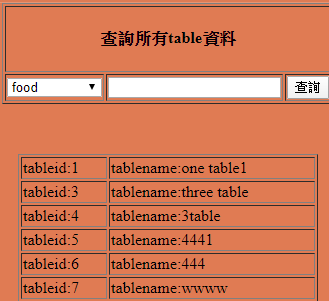 查詢所有table資料
food 查詢
tableid:1 tablename:one table1
tableid:3 tablename:three table
tableid:4 tablename:3table
tableid:5 tablename:4441
tableid:6 tablename:444
tableid:7 tablename:wwww